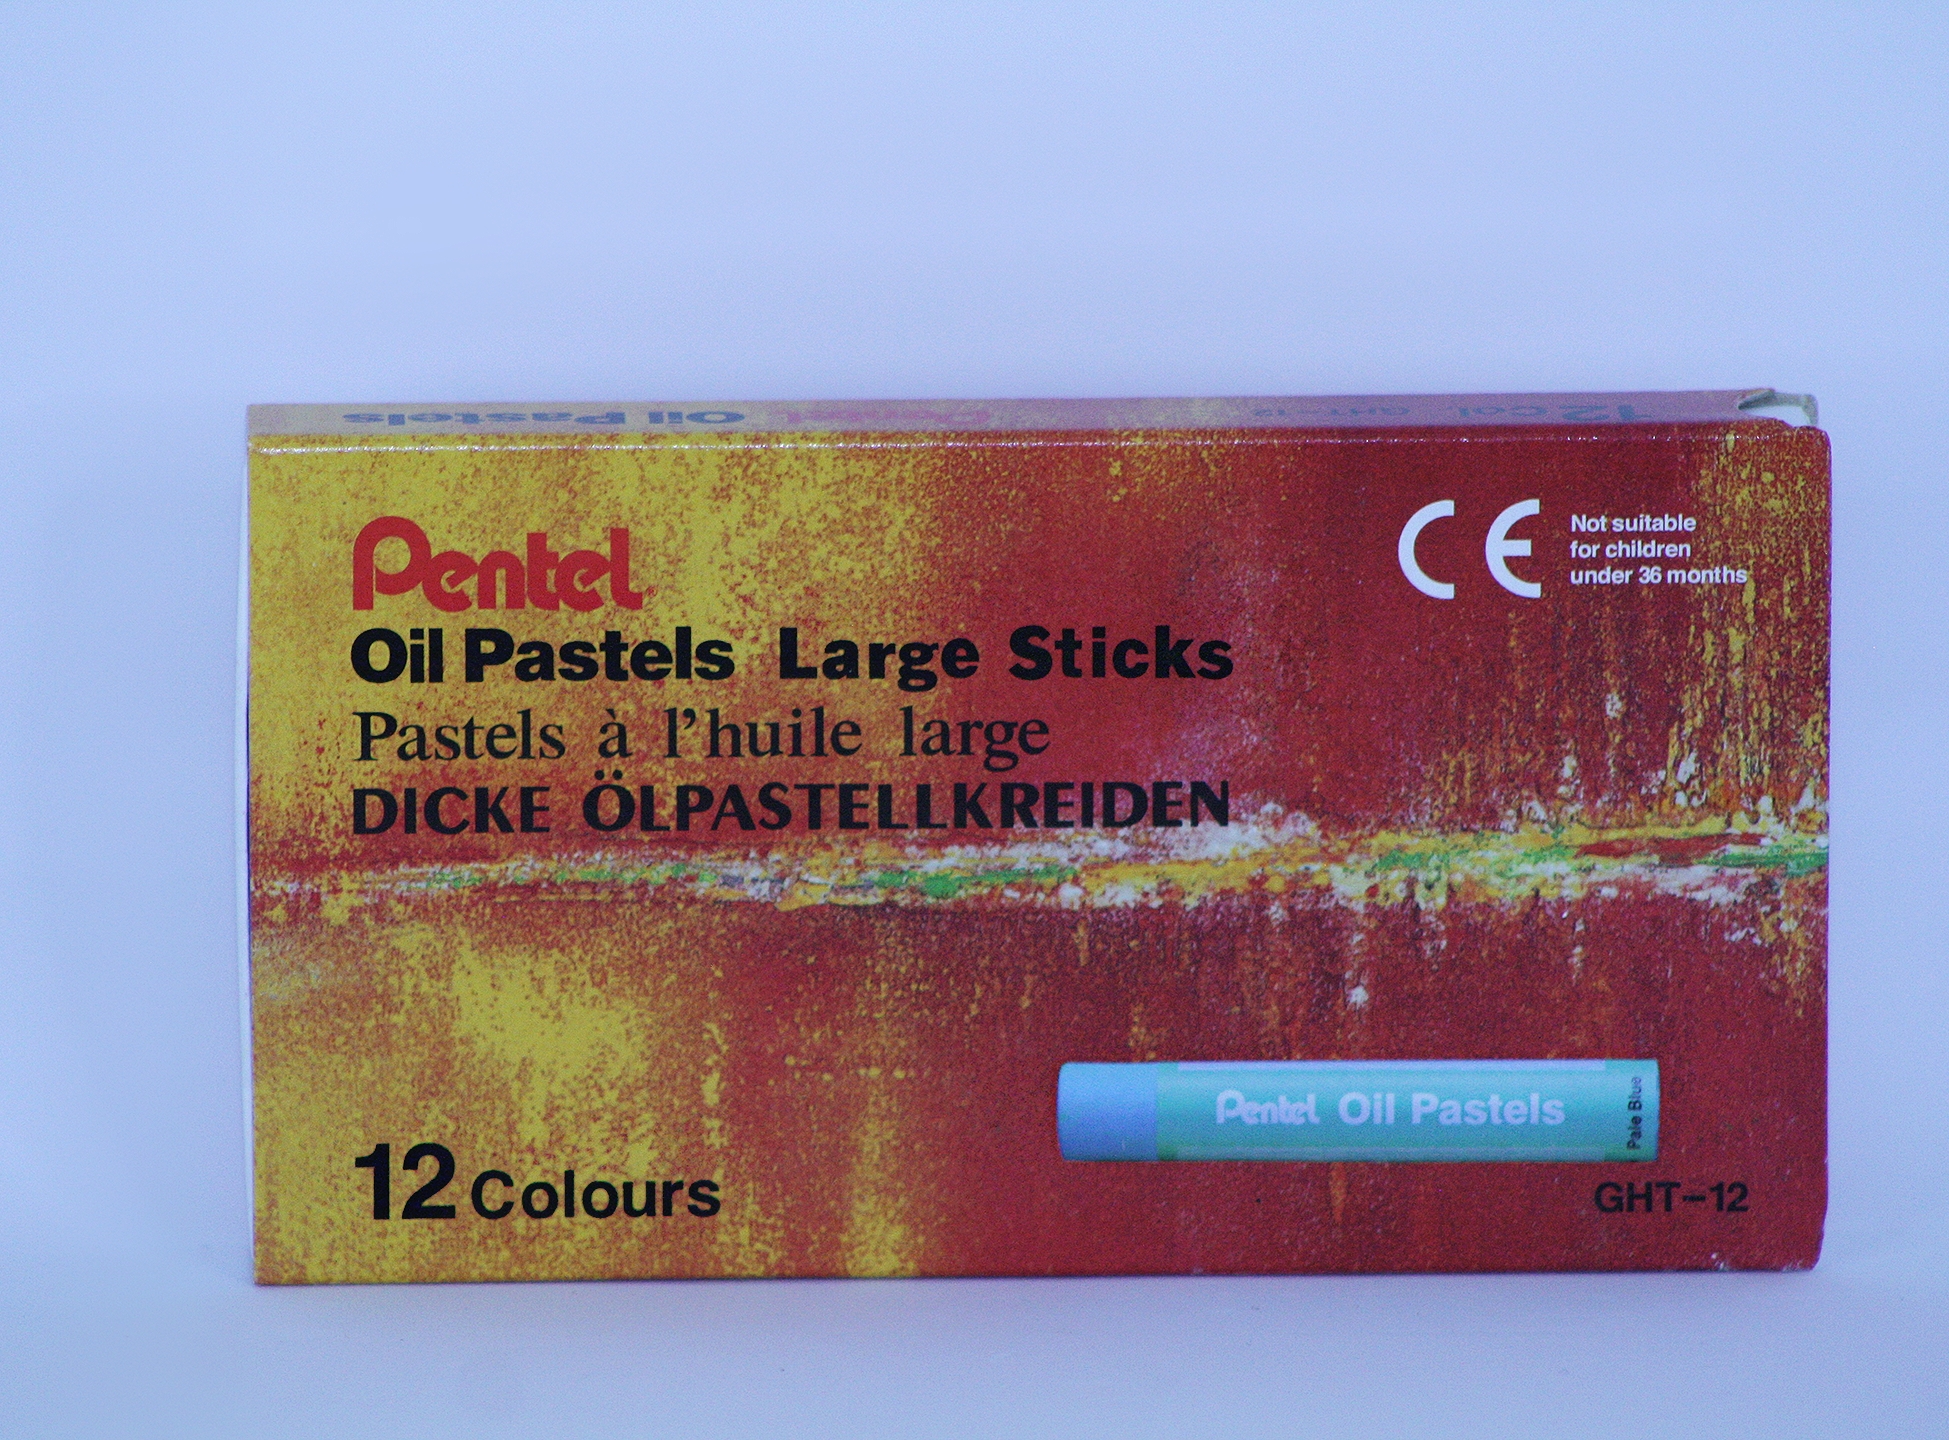 Oil Pastels Pentel GHT-12 12 Col
Pentel
Oil Pastels Large Sticks
Pastels à l'huile large
DICKE ÖLPASTELLKREIDEN
CE
Not suitable
for children
under 36 months
Pentel Oil Pastels
Pale Blue
12 Colours
GHT-12